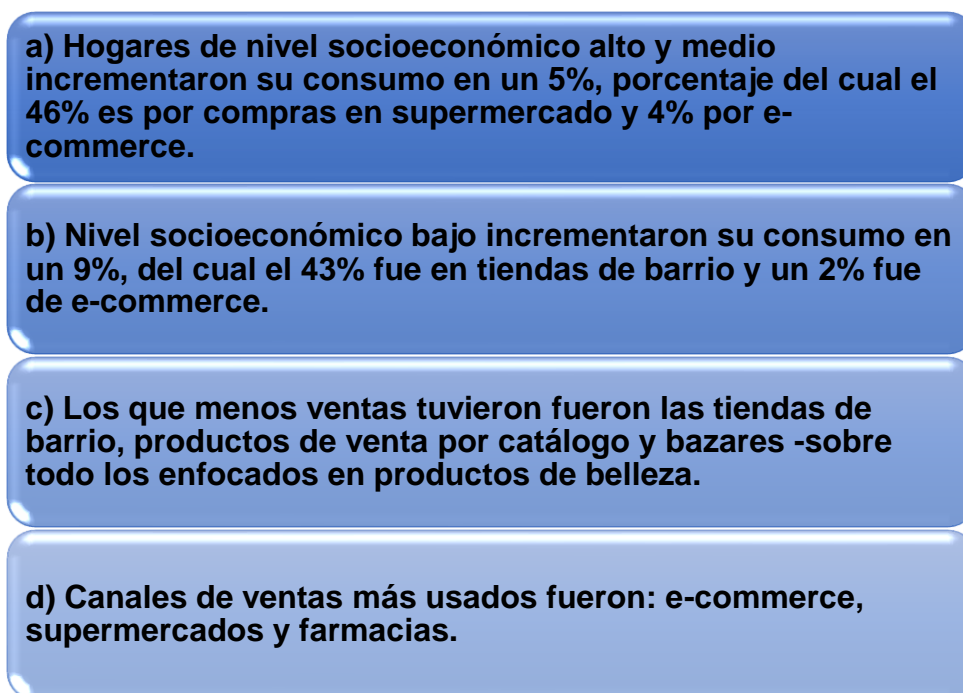 a) Hogares de nivel socioeconómico alto y medio
incrementaron su consumo en un 5%, porcentaje del cual el
46% es por compras en supermercado y 4% por e-
commerce.
b) Nivel socioeconómico bajo incrementaron su consumo en
un 9%, del cual el 43% fue en tiendas de barrio y un 2% fue
de e-commerce.
c) Los que menos ventas tuvieron fueron las tiendas de
barrio, productos de venta por catálogo y bazares -sobre
todo los enfocados en productos de belleza.
d) Canales de ventas más usados fueron: e-commerce,
supermercados y farmacias.